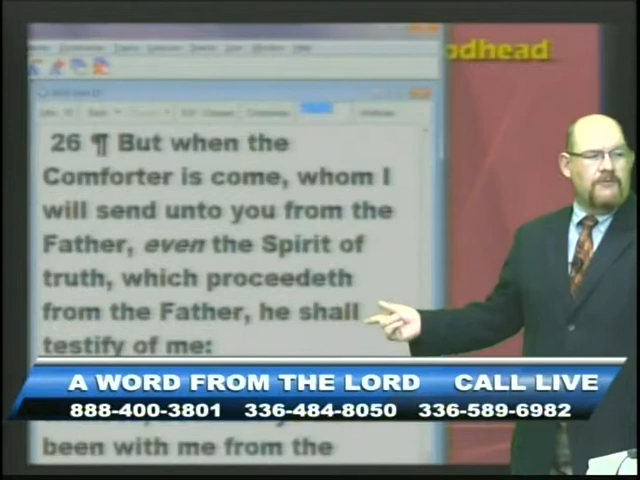 odhead
26 ¶ But when the
Comforter is come, whom I
will send unto you from the
Father, even the Spirit of
truth, which proceedeth
from the Father, he shall
testify of me:
A WORD FROM THE LORD CALL LIVE
888-400-3801 336-484-8050 336-589-6982
been with me from the